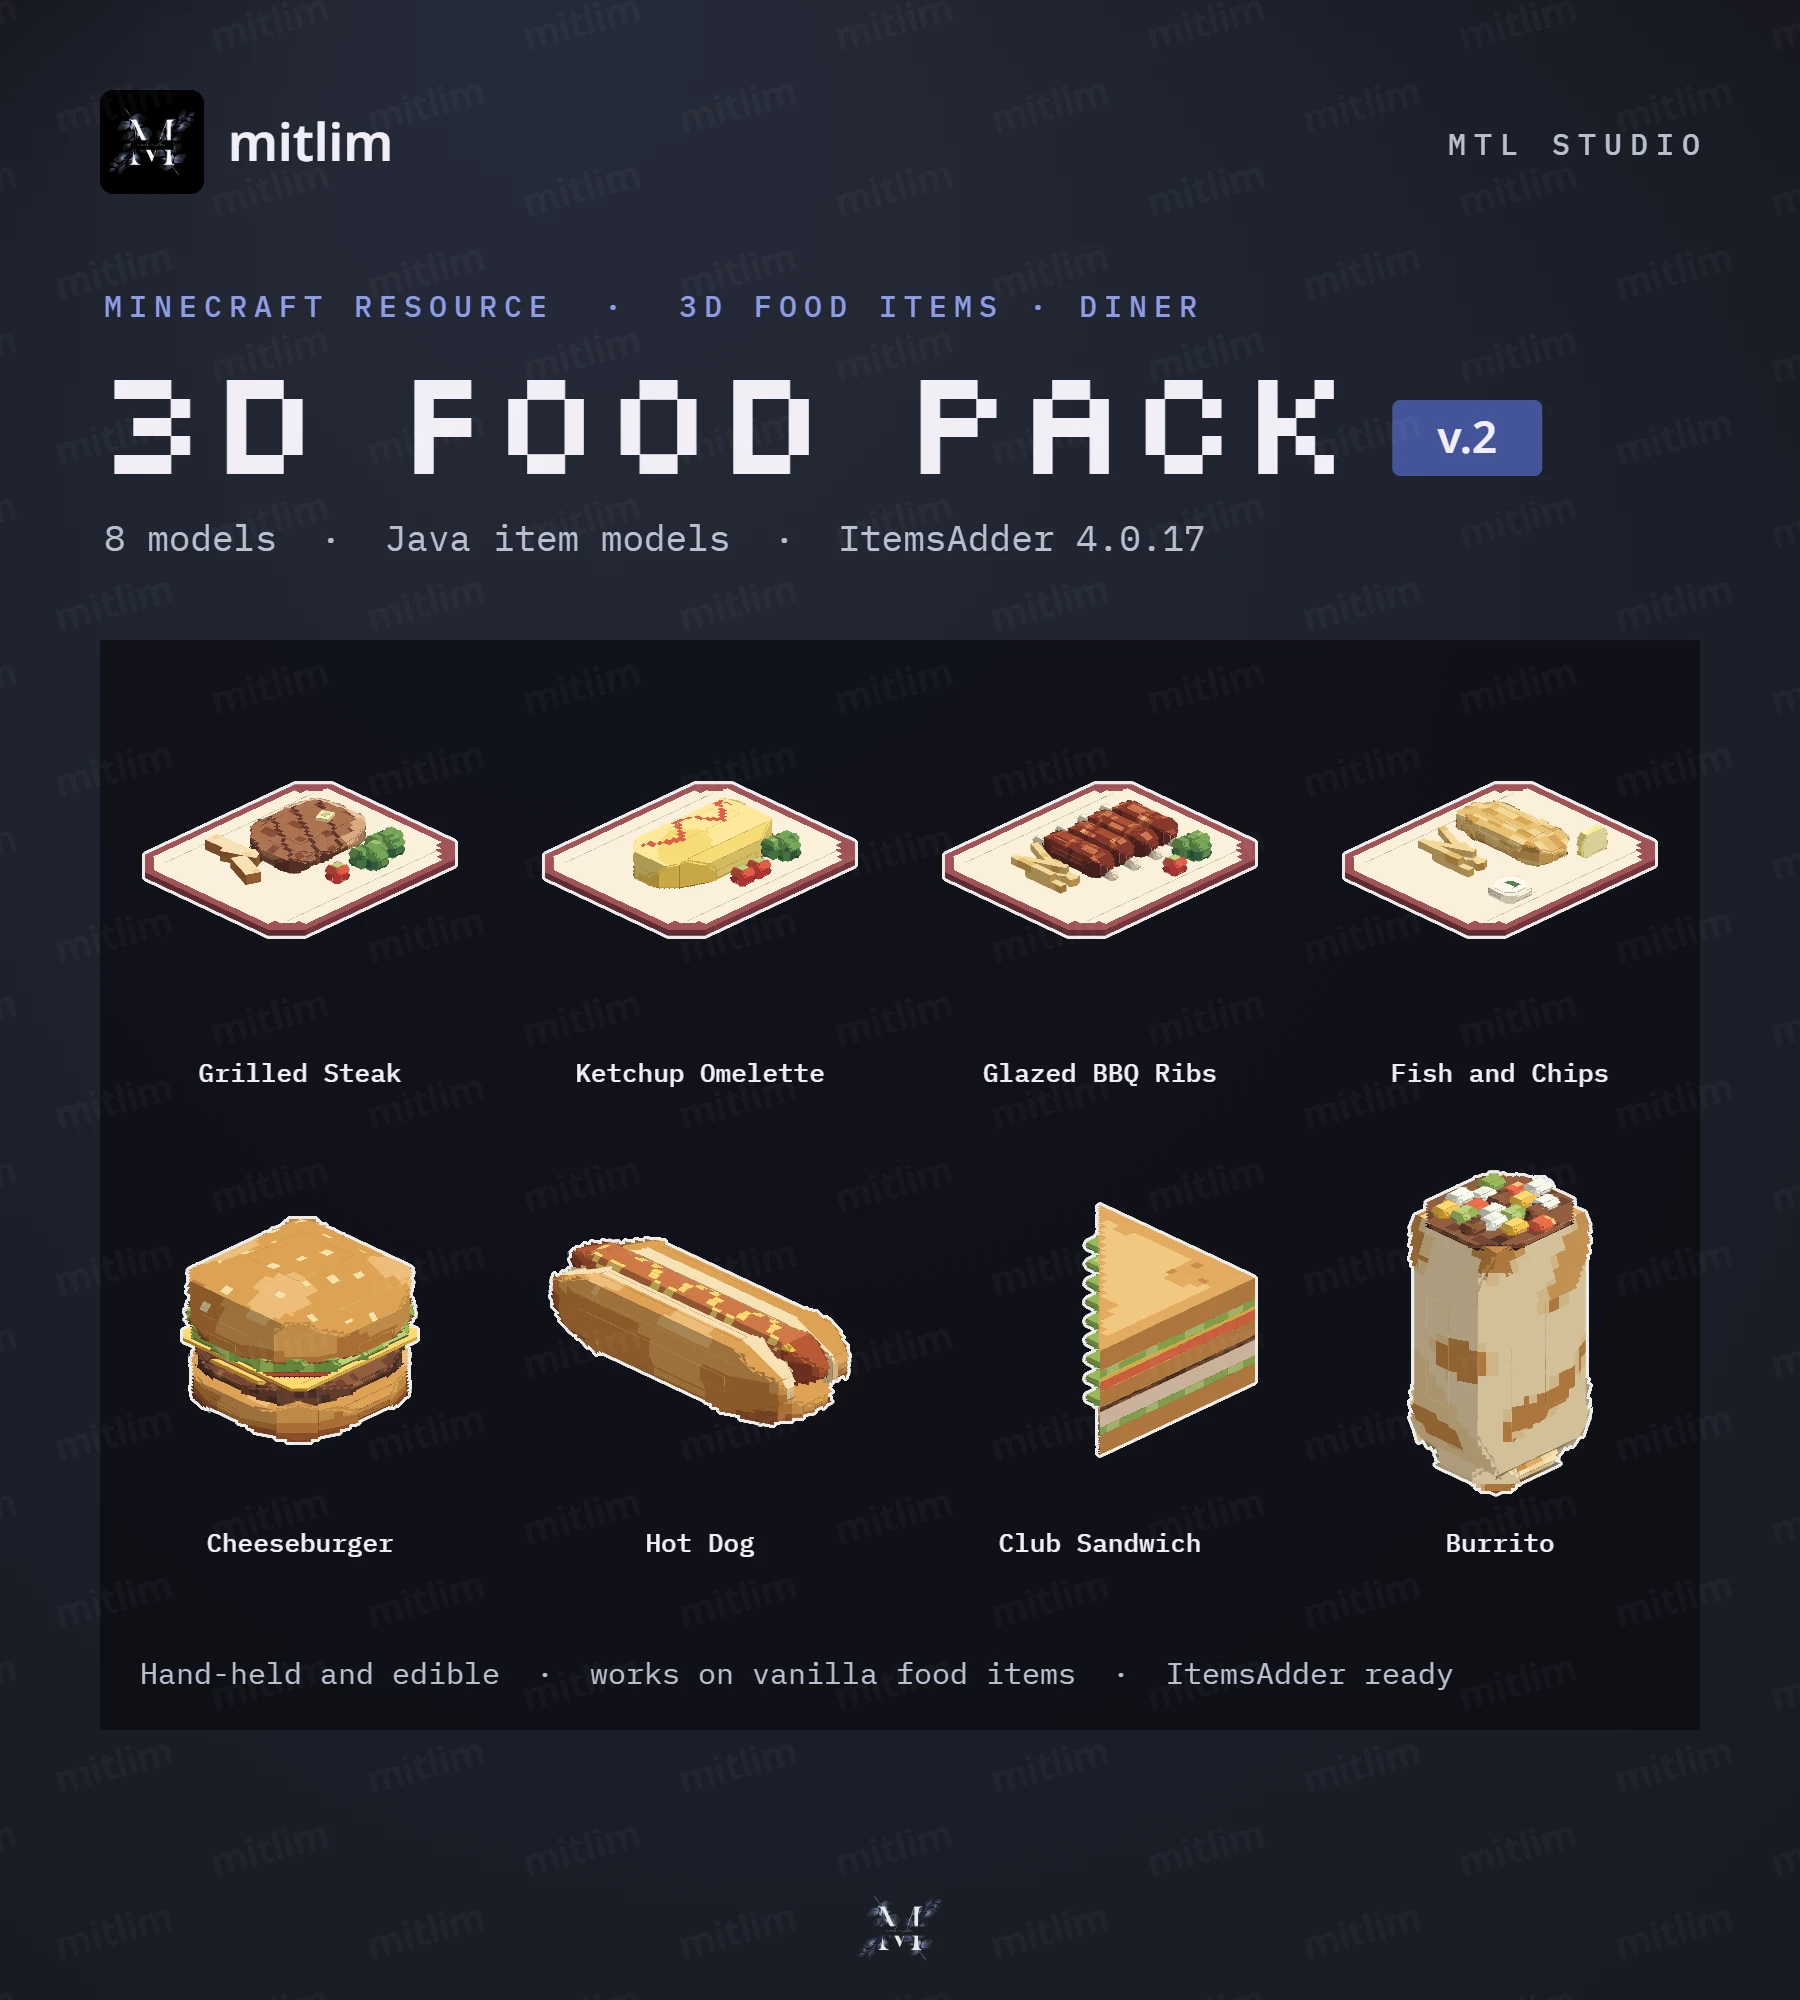 mitlim
MTL STUDIO
MINECRAFT RESOURCE · 3D FOOD ITEMS · DINER
3D FOOD PACK v.2
8 models · Java item models · ItemsAdder 4.0.17
Grilled Steak
Ketchup Omelette
Glazed BBQ Ribs
Fish and Chips
Cheeseburger
Hot Dog
Club Sandwich
Burrito
Hand-held and edible · works on vanilla food items · ItemsAdder ready
M